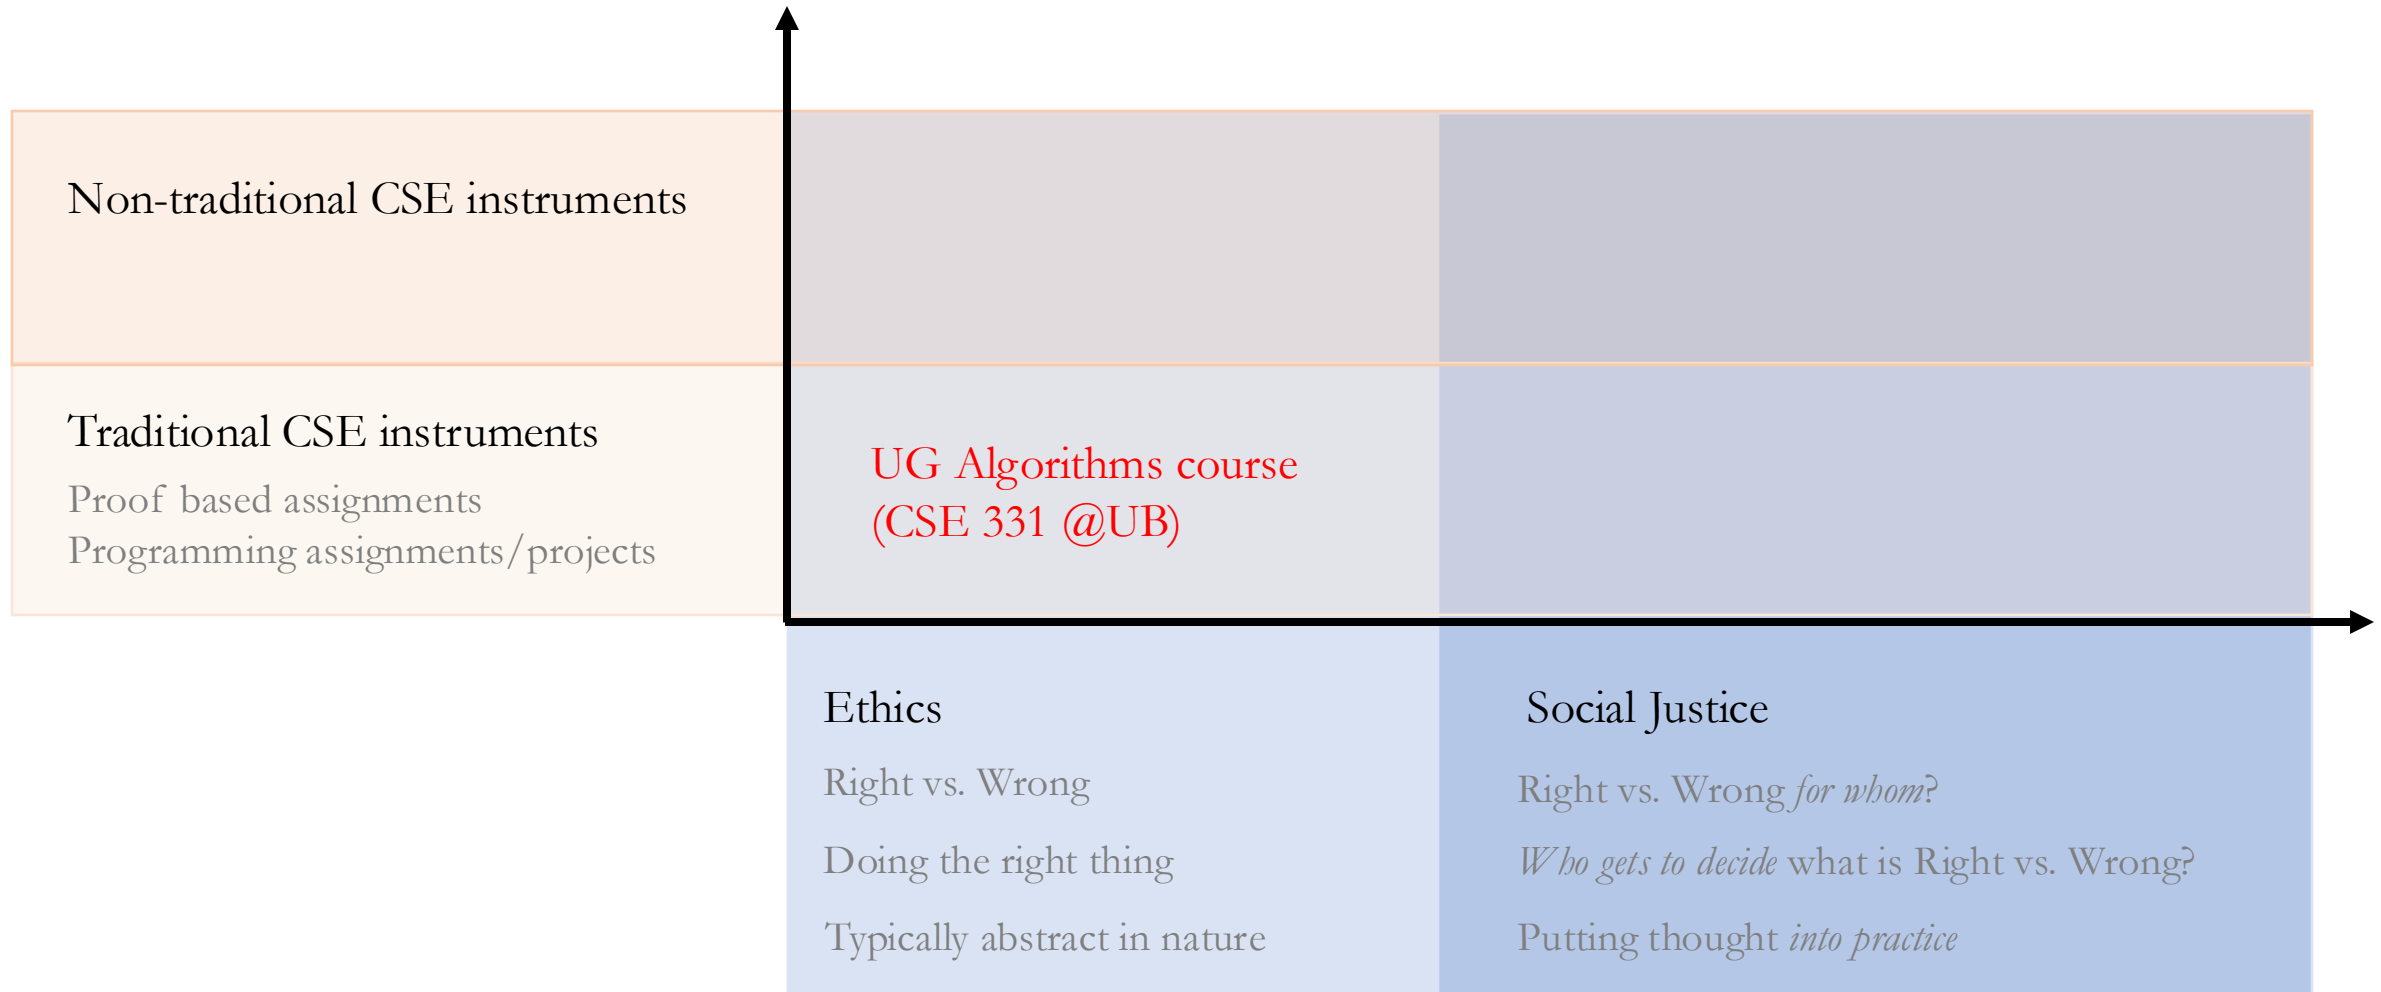 Non-traditional CSE instruments
Traditional CSE instruments
Proof based assignments
Programming assignments/projects
UG Algorithms course
(CSE 331 @UB)
Ethics
Right vs. Wrong
Doing the right thing
Typically abstract in nature
Social Justice
Right vs. Wrong for whom?
Who gets to decide what is Right vs. Wrong?
Putting thought into practice